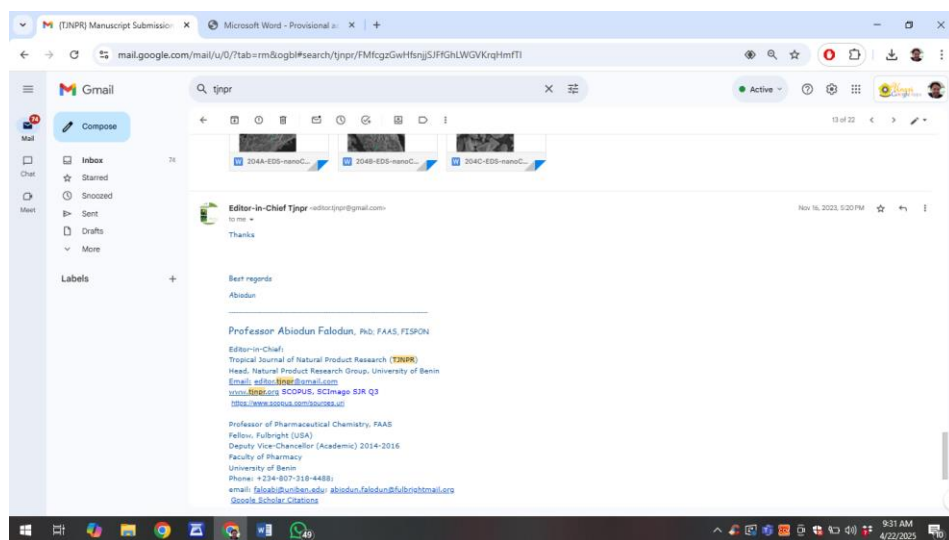 {TJNPR} Manuscript Submission
Microsoft Word - Provisional a
mail.google.com/mail/u/0/?tab=rm&ogbl#search/tjnpr/FMfcgzGwHfsnjjSJFfGhLWGVKrqHmfTl
Gmail
tjnpr
Active
74
Mail
Compose
13 of 22
Inbox
Chat
Starred
Snoozed
Meet
Sent
Drafts
More
Labels
204A-EDS-nanoC...
204B-EDS-nanoC...
204C-EDS-nanoC...
Editor-in-Chief Tjnpr <editor.tjnpr@gmail.com>
Nov 16, 2023, 5:20 PM
to me
Thanks
Best regards
Abiodun
Professor Abiodun Falodun, PhD; FAAS, FISPON
Editor-in-Chief:
Tropical Journal of Natural Product Research (TJNPR)
Head, Natural Product Research Group, University of Benin
Email: editor.tjnpr@gmail.com
www.tjnpr.org SCOPUS, SCImago SJR Q3
https://www.scopus.com/sources.uri
Professor of Pharmaceutical Chemistry, FAAS
Fellow, Fulbright (USA)
Deputy Vice-Chancellor (Academic) 2014-2016
Faculty of Pharmacy
University of Benin
Phone: +234-807-318-4488;
email: faloabi@uniben.edu; abiodun.falodun@fulbrightmail.org
Google Scholar Citations
49
9:31 AM
4/22/2025